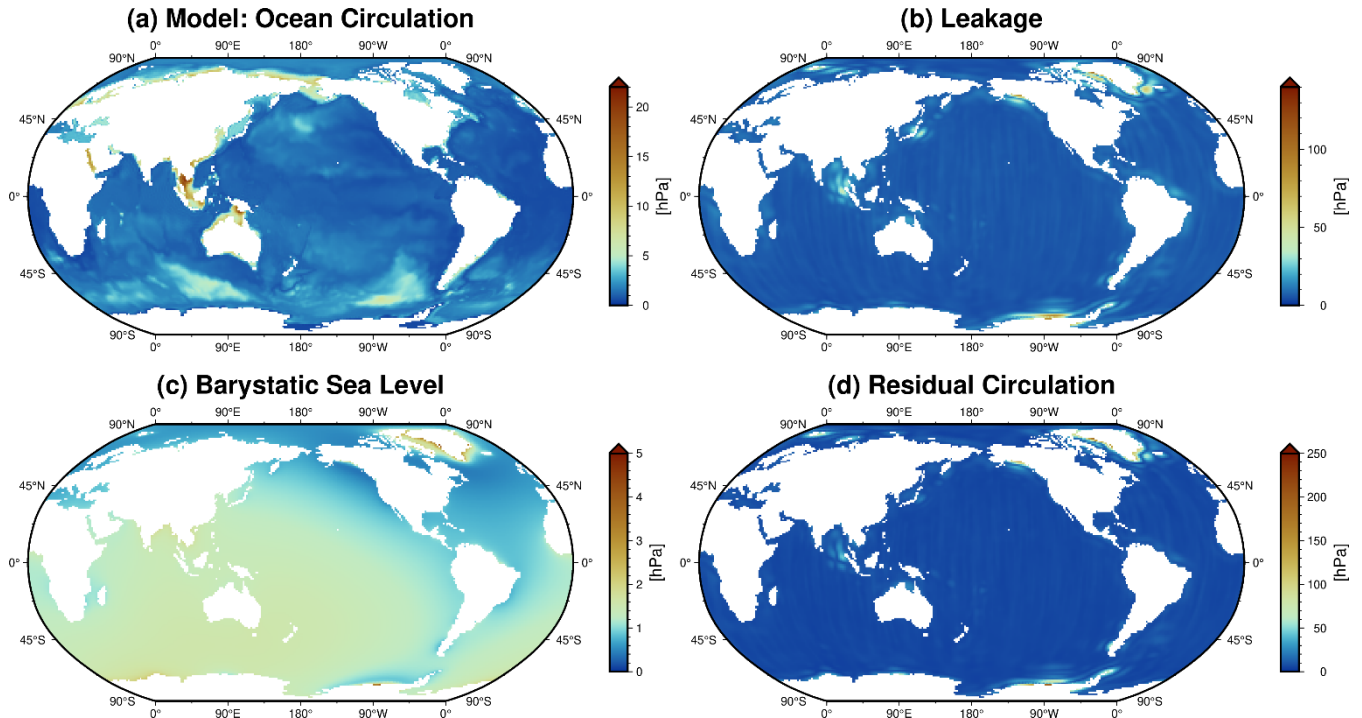 (a) Model: Ocean Circulation
0° 90°E 180° 90°W 0°
90°N 90°N
45°N 45°N
0° 0°
45°S 45°S
90°S 90°S
0° 90°E 180° 90°W 0°
20
15
10
5
0
[hPa]
(b) Leakage
0° 90°E 180° 90°W 0°
90°N 90°N
45°N 45°N
0° 0°
45°S 45°S
90°S 90°S
0° 90°E 180° 90°W 0°
100
50
0
[hPa]
(c) Barystatic Sea Level
0° 90°E 180° 90°W 0°
90°N 90°N
45°N 45°N
0° 0°
45°S 45°S
90°S 90°S
0° 90°E 180° 90°W 0°
5
4
3
2
1
0
[hPa]
(d) Residual Circulation
0° 90°E 180° 90°W 0°
90°N 90°N
45°N 45°N
0° 0°
45°S 45°S
90°S 90°S
0° 90°E 180° 90°W 0°
250
200
150
100
50
0
[hPa]